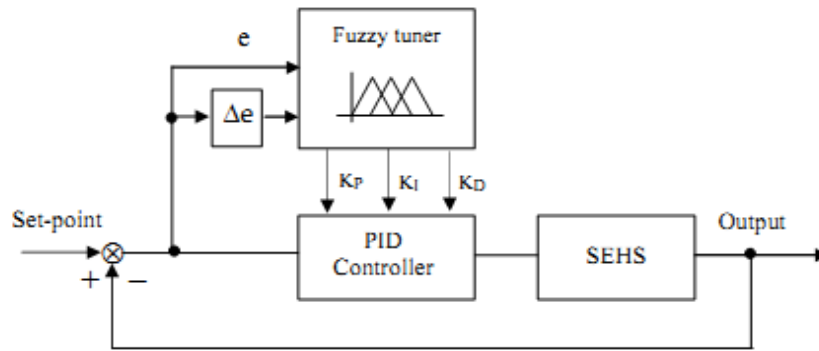 Fuzzy tuner
e
Δe
KP
KI
KD
Set-point
PID
Controller
SEHS
Output
+
−